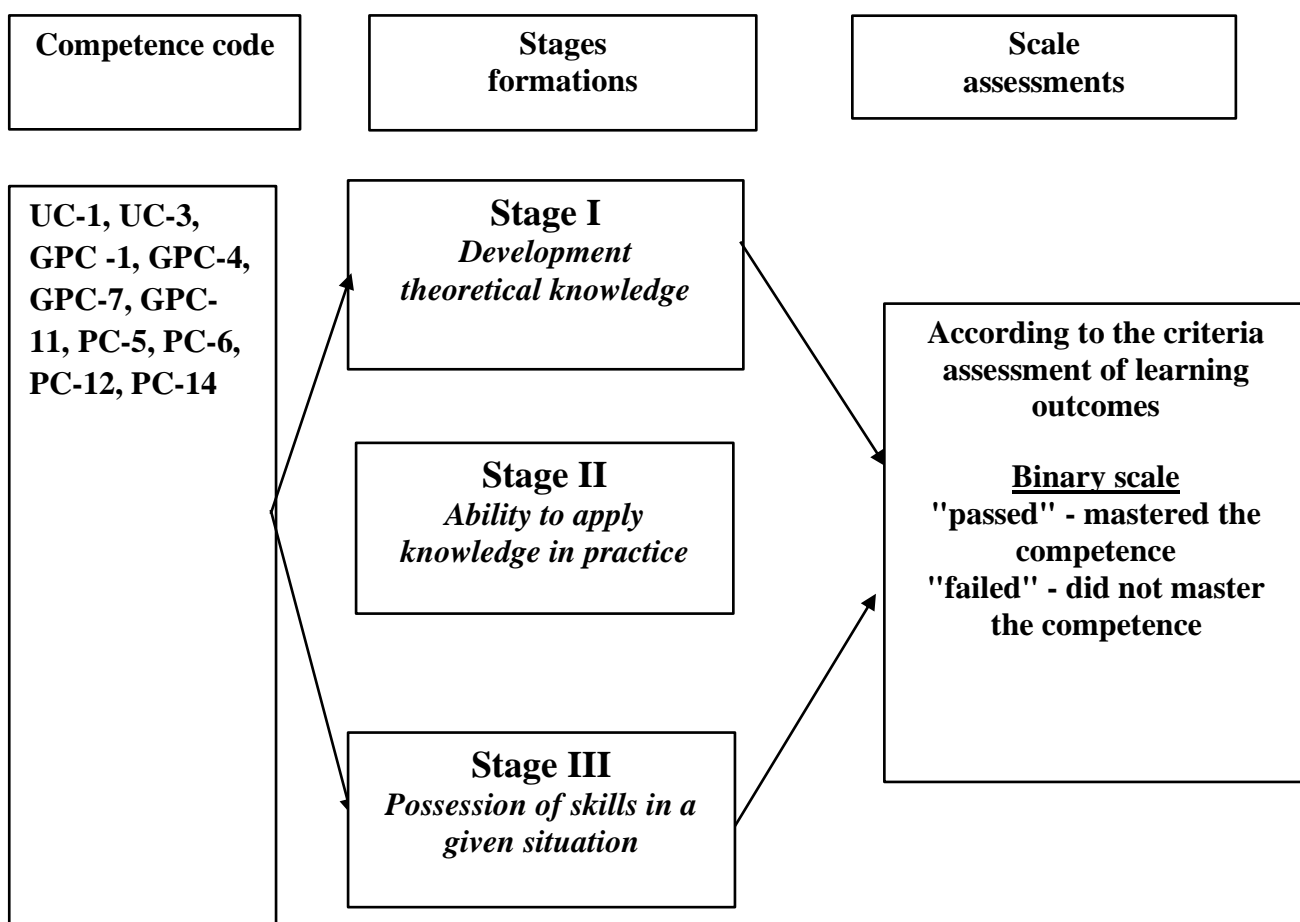 Competence code
Stages
formations
Scale
assessments
UC-1, UC-3,
GPC -1, GPC-4,
GPC-7, GPC-
11, PC-5, PC-6,
PC-12, PC-14
Stage I
Development
theoretical knowledge
Stage II
Ability to apply
knowledge in practice
Stage III
Possession of skills in a
given situation
According to the criteria
assessment of learning
outcomes
Binary scale
"passed" - mastered the
competence
"failed" - did not master
the competence